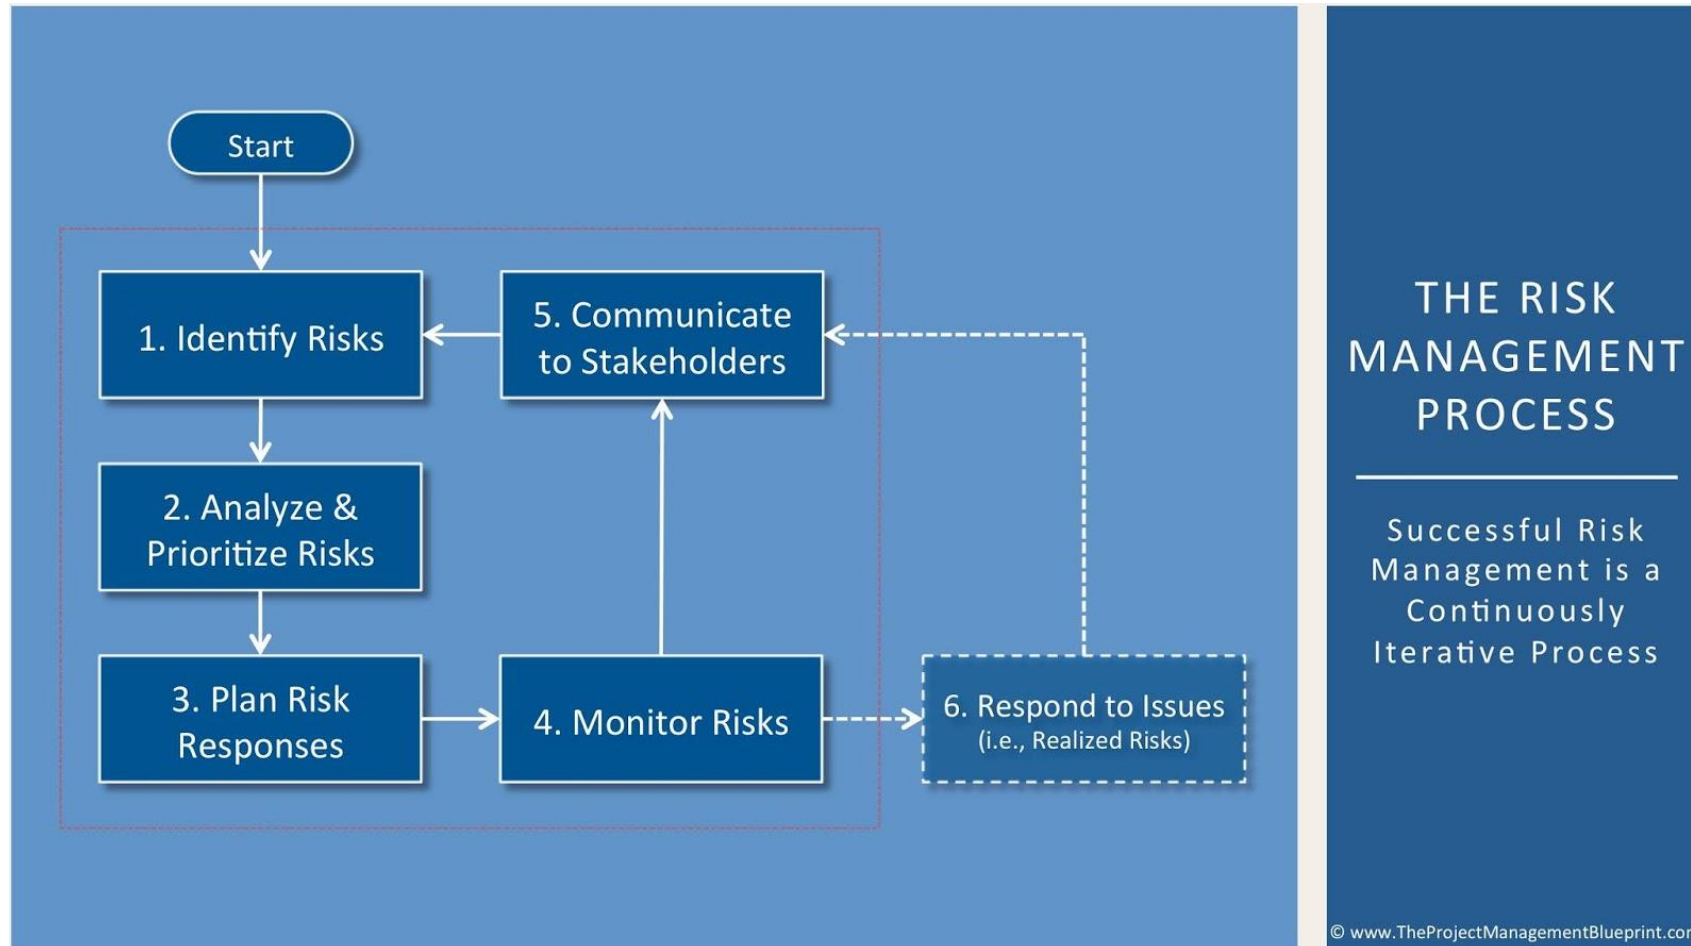 Start
1. Identify Risks
2. Analyze &
Prioritize Risks
3. Plan Risk
Responses
4. Monitor Risks
5. Communicate
to Stakeholders
6. Respond to Issues
(i.e., Realized Risks)
THE RISK
MANAGEMENT
PROCESS
Successful Risk
Management is a
Continuously
Iterative Process
© www.TheProjectManagementBlueprint.com